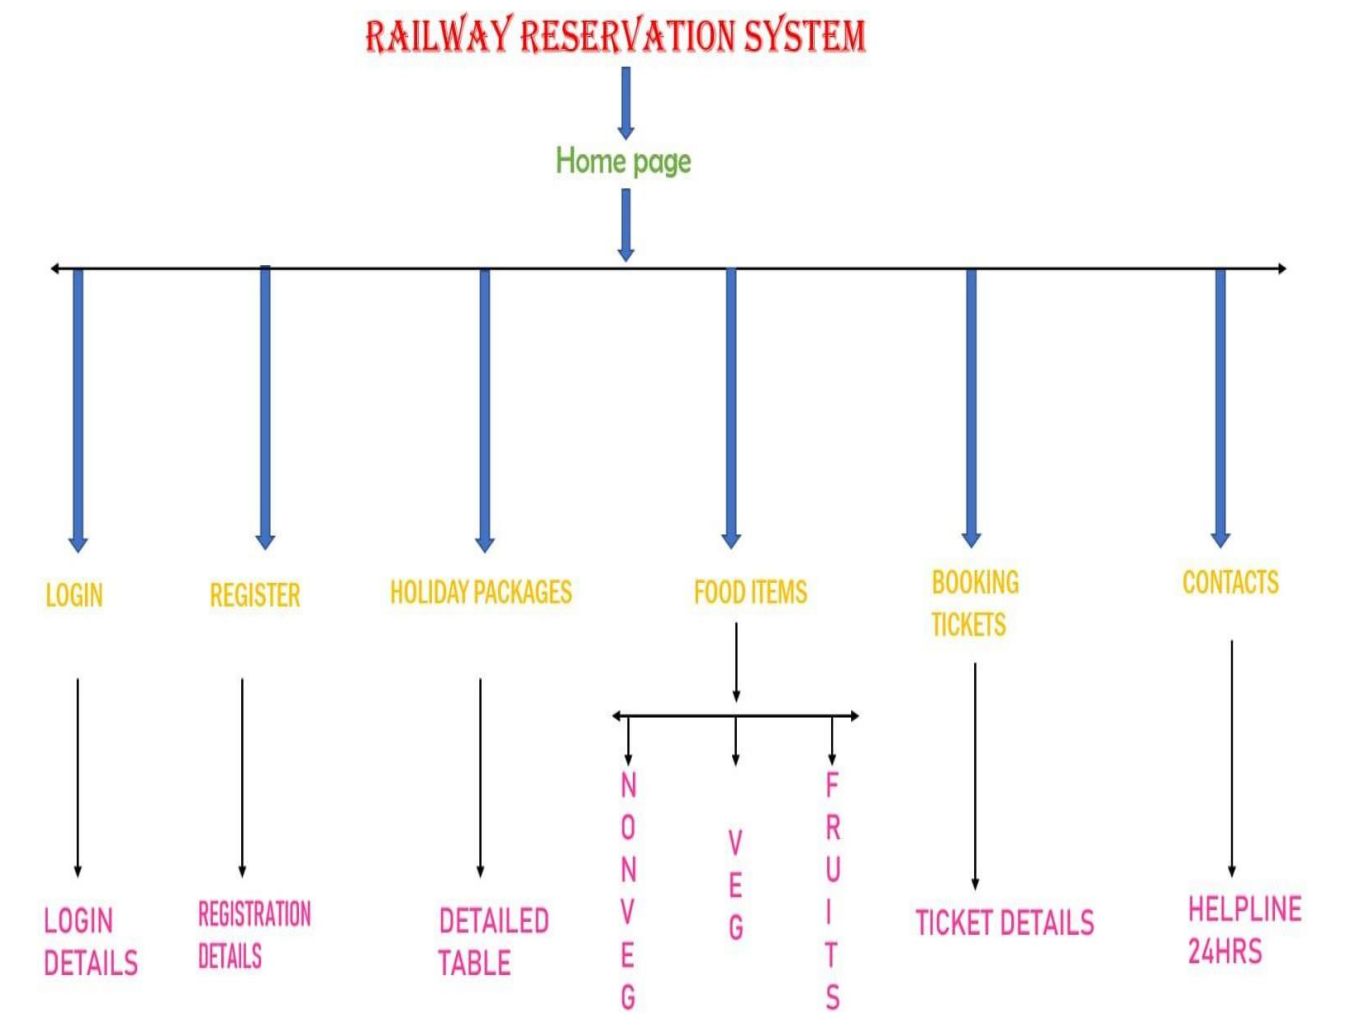 RAILWAY RESERVATION SYSTEM
Home page
LOGIN
REGISTER
HOLIDAY PACKAGES
FOOD ITEMS
BOOKING
TICKETS
CONTACTS
LOGIN
DETAILS
REGISTRATION
DETAILS
DETAILED
TABLE
NONVEG
VEG
FRUITS
TICKET DETAILS
HELPLINE
24HRS